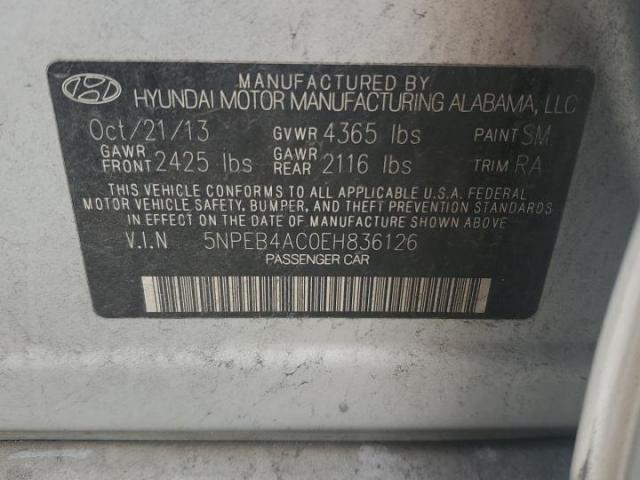 MANUFACTURED BY
HYUNDAI MOTOR MANUFACTURING ALABAMA, LLC
Oct/21/13 GVWR 4365 lbs PAINT SM
GAWR FRONT 2425 lbs GAWR REAR 2116 lbs TRIM RA
THIS VEHICLE CONFORMS TO ALL APPLICABLE U.S.A. FEDERAL
MOTOR VEHICLE SAFETY, BUMPER, AND THEFT PREVENTION STANDARDS
IN EFFECT ON THE DATE OF MANUFACTURE SHOWN ABOVE
V.I.N 5NPEB4AC0EH836126
PASSENGER CAR